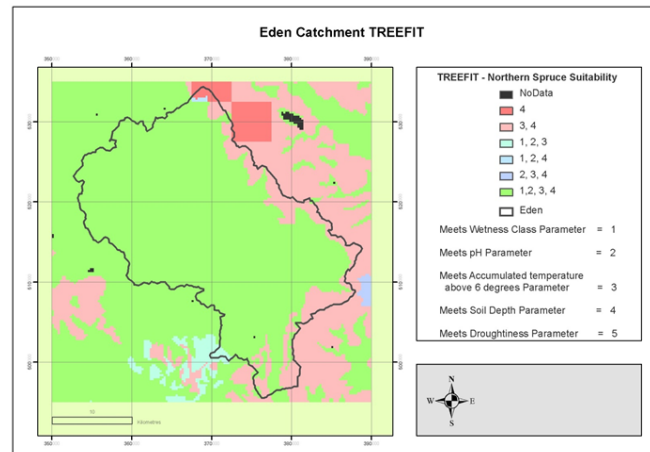 Eden Catchment TREEFIT
TREEFIT - Northern Spruce Suitability
NoData
4
3, 4
1, 2, 3
1, 2, 4
2, 3, 4
1,2, 3, 4
Eden
Meets Wetness Class Parameter = 1
Meets pH Parameter = 2
Meets Accumulated temperature
above 6 degrees Parameter = 3
Meets Soil Depth Parameter = 4
Meets Droughtiness Parameter = 5
10
Kilometres
N
W E
S